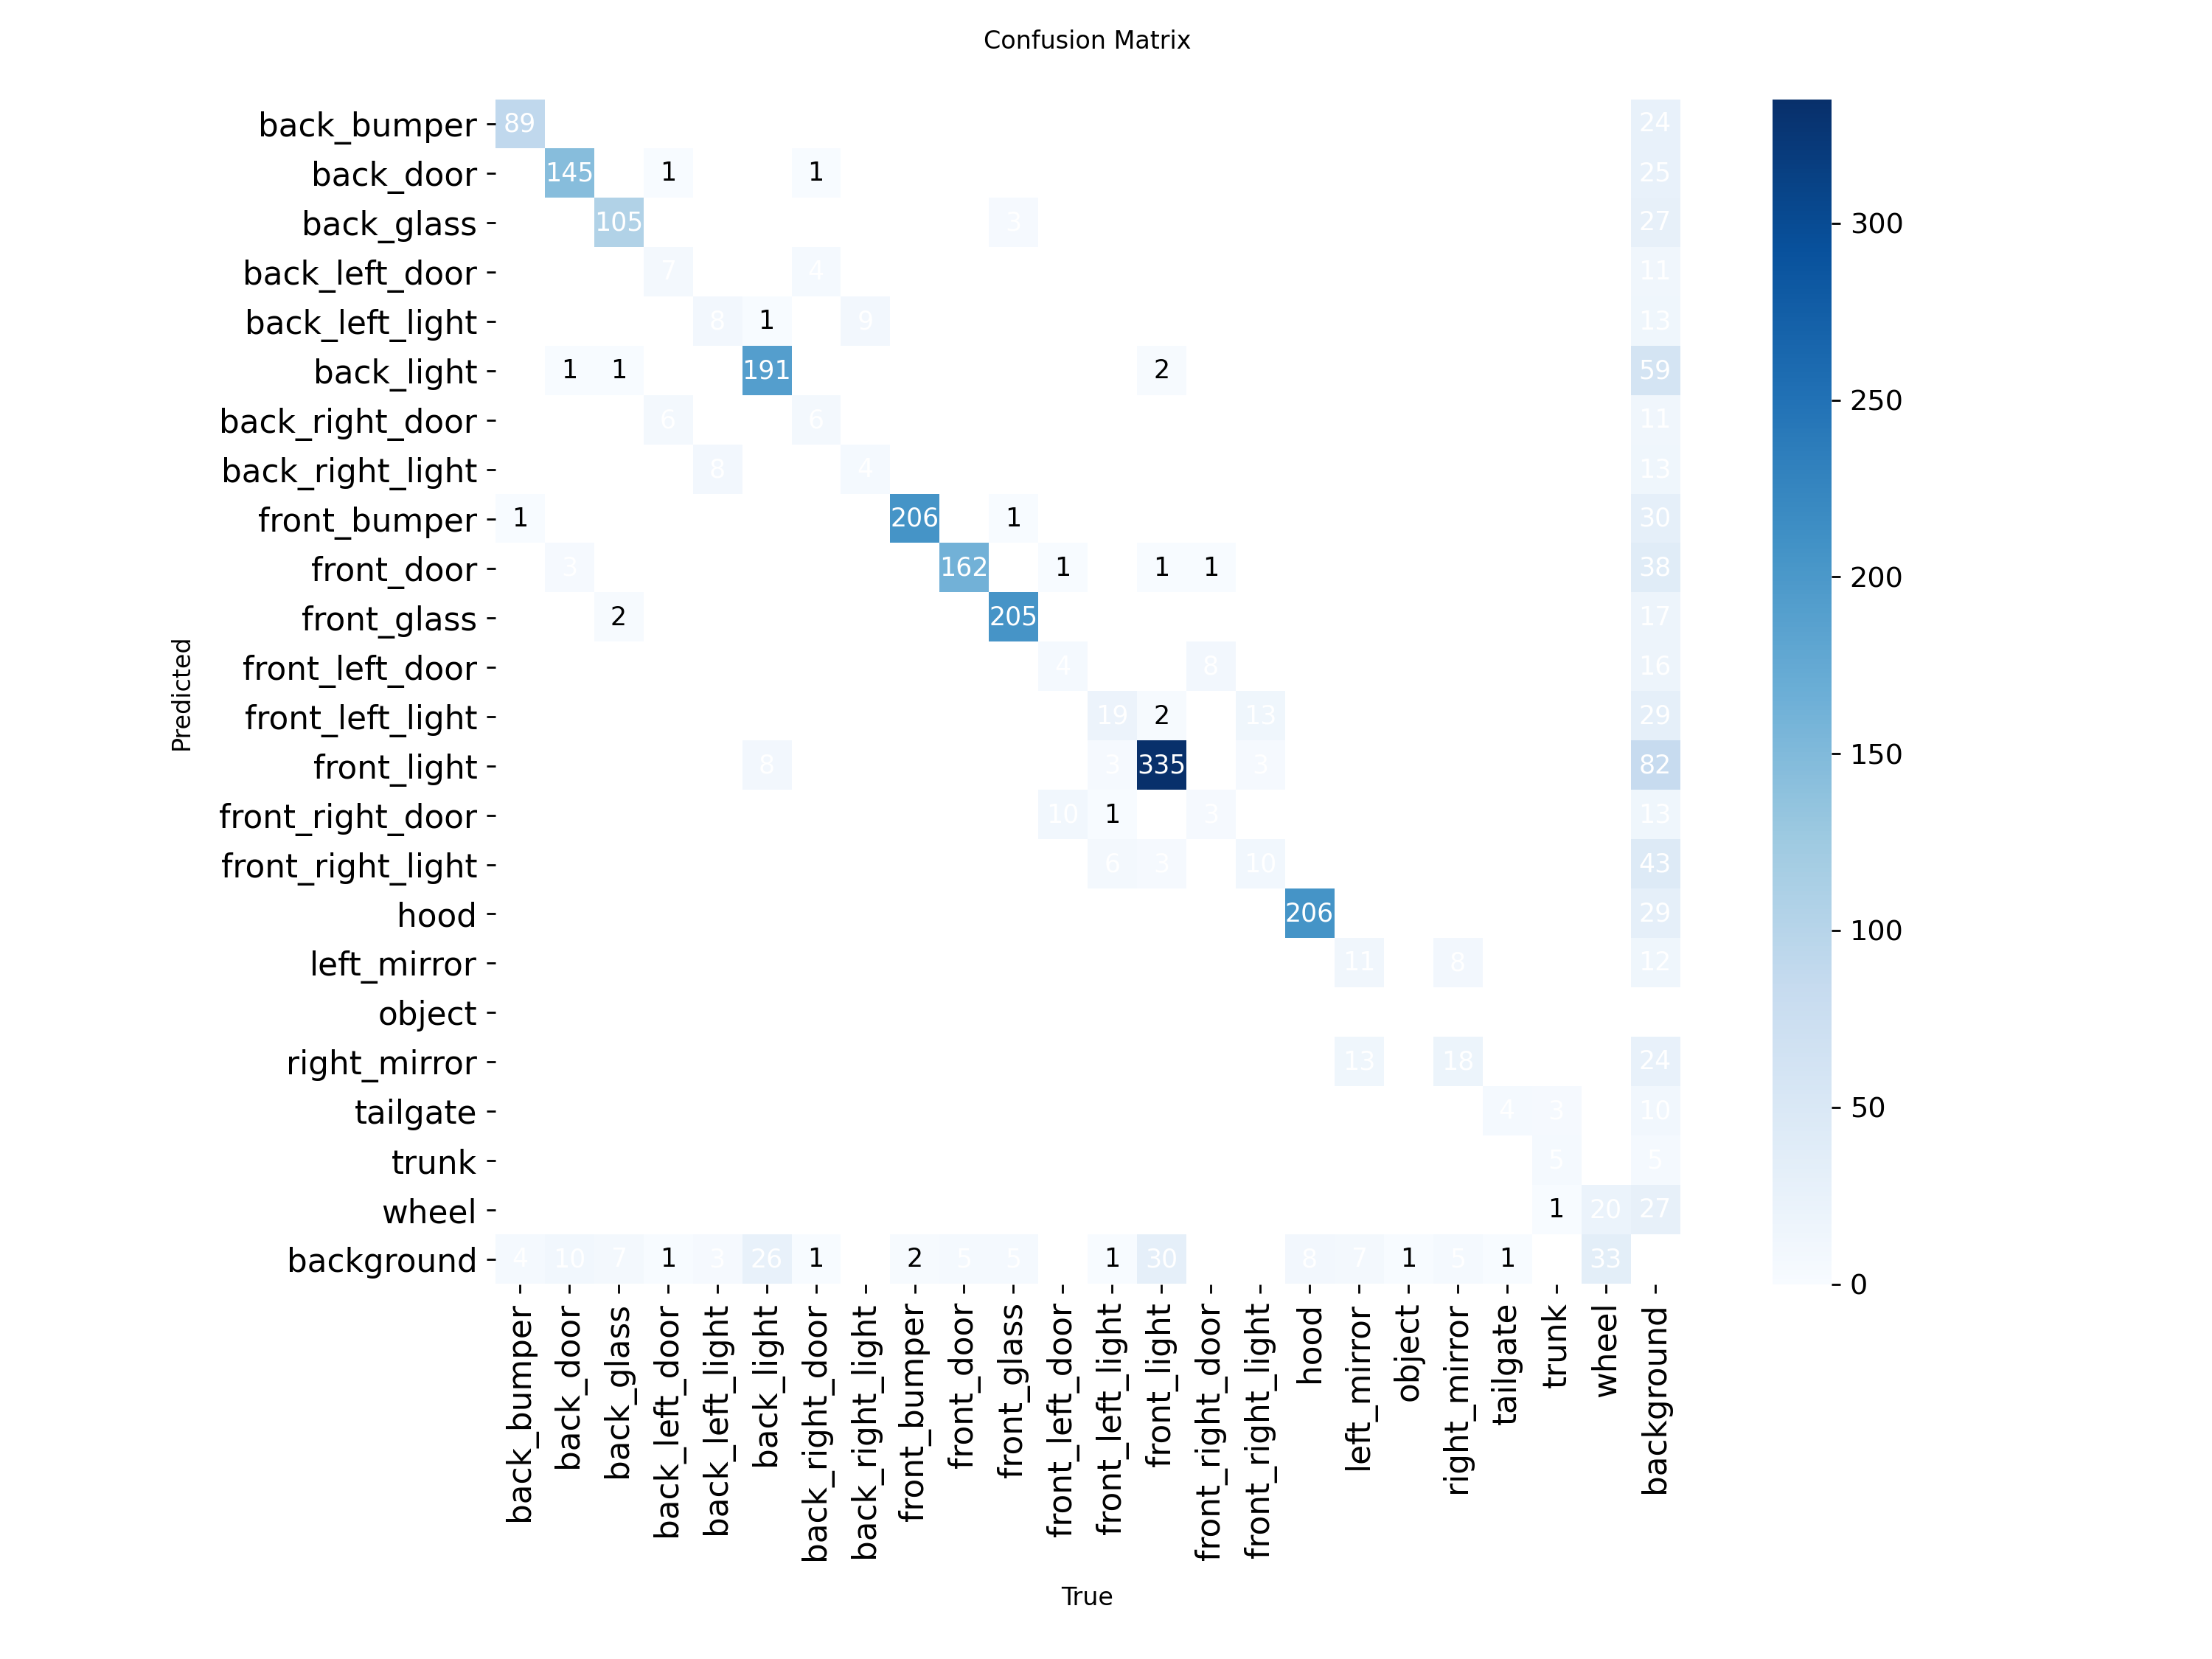 Confusion Matrix
back_bumper 89 24
back_door 145 1 1 25
back_glass 105 3 27
back_left_door 7 4 11
back_left_light 8 1 9 13
back_light 1 1 191 2 59
back_right_door 6 6 11
back_right_light 8 4 13
front_bumper 1 206 1 30
front_door 3 162 1 1 1 38
front_glass 2 205 17
front_left_door 4 8 16
front_left_light 19 2 13 29
front_light 8 3 335 3 82
front_right_door 10 1 3 13
front_right_light 6 3 10 43
hood 206 29
left_mirror 11 8 12
object
right_mirror 13 18 24
tailgate 4 3 10
trunk 5 5
wheel 1 20 27
background 4 10 7 1 3 26 1 2 5 5 1 30 8 7 1 5 1 33
Predicted
back_bumper
back_door
back_glass
back_left_door
back_left_light
back_light
back_right_door
back_right_light
front_bumper
front_door
front_glass
front_left_door
front_left_light
front_light
front_right_door
front_right_light
hood
left_mirror
object
right_mirror
tailgate
trunk
wheel
background
True
300
250
200
150
100
50
0